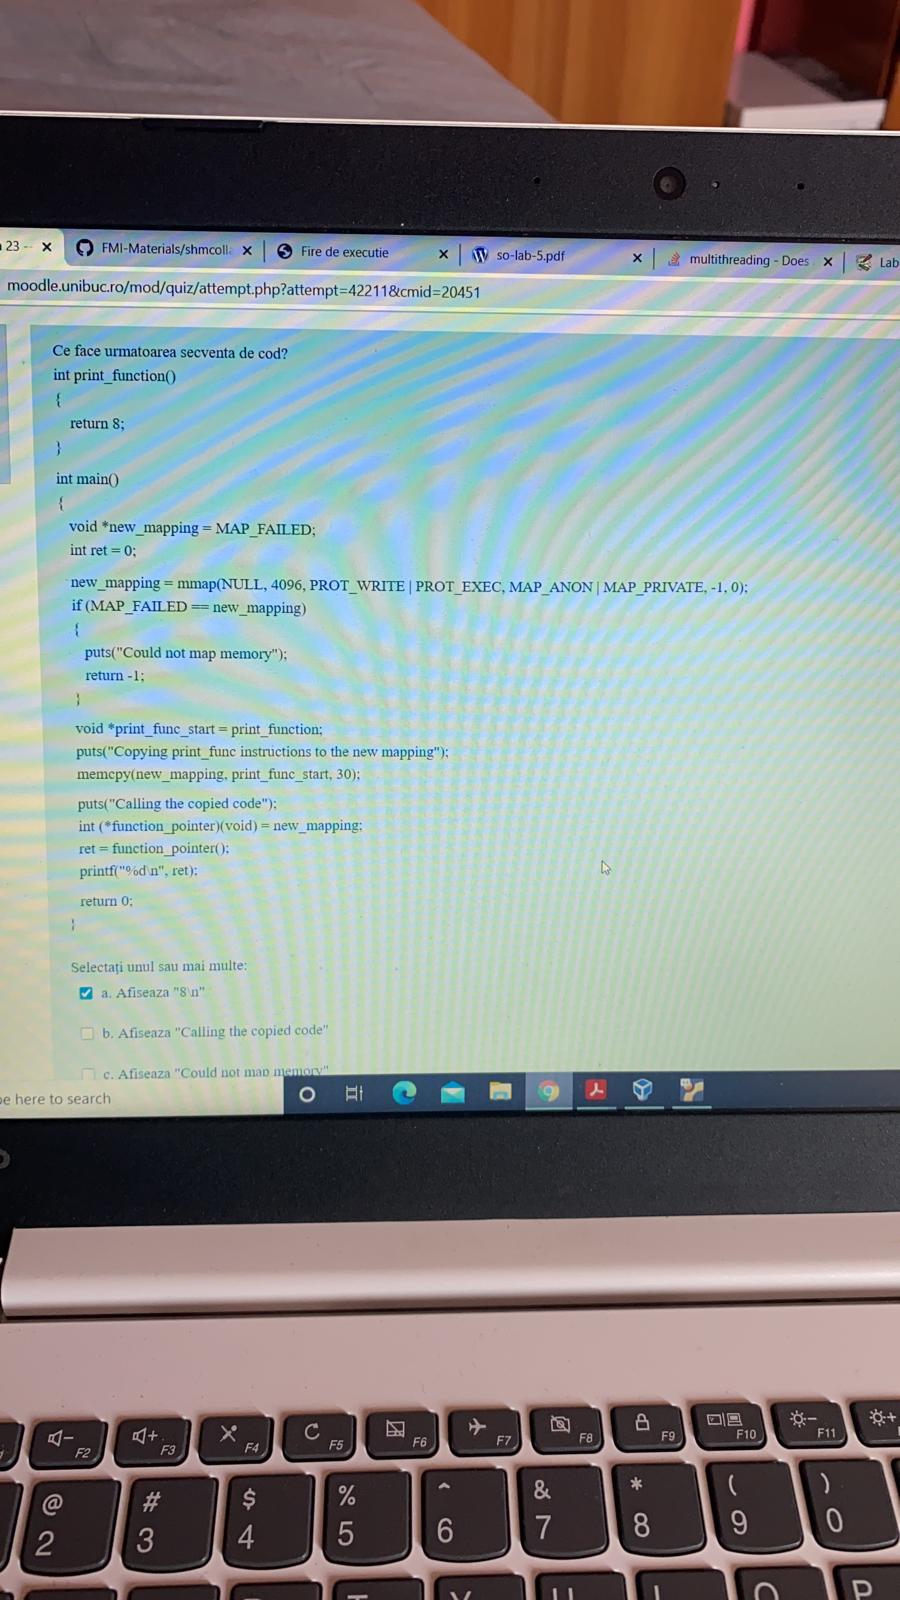 23 --
FMI-Materials/shmcoll
Fire de executie
so-lab-5.pdf
multithreading - Does
Lab
moodle.unibuc.ro/mod/quiz/attempt.php?attempt=42211&cmid=20451
Ce face urmatoarea secventa de cod?
int print_function()
{
return 8;
}
int main()
{
void *new_mapping = MAP_FAILED;
int ret = 0;
new_mapping = mmap(NULL, 4096, PROT_WRITE | PROT_EXEC, MAP_ANON | MAP_PRIVATE, -1, 0);
if (MAP_FAILED == new_mapping)
{
puts("Could not map memory");
return -1;
}
void *print_func_start = print_function;
puts("Copying print_func instructions to the new mapping");
memcpy(new_mapping, print_func_start, 30);
puts("Calling the copied code");
int (*function_pointer)(void) = new_mapping;
ret = function_pointer();
printf("%d\n", ret);
return 0;
}
Selectați unul sau mai multe:
a. Afiseaza "8\n"
b. Afiseaza "Calling the copied code"
c. Afiseaza "Could not map memory"
pe here to search
F2 F3 F4 F5 F6 F7 F8 F9 F10 F11
@ # $ % ^ & * ( )
2 3 4 5 6 7 8 9 0
P